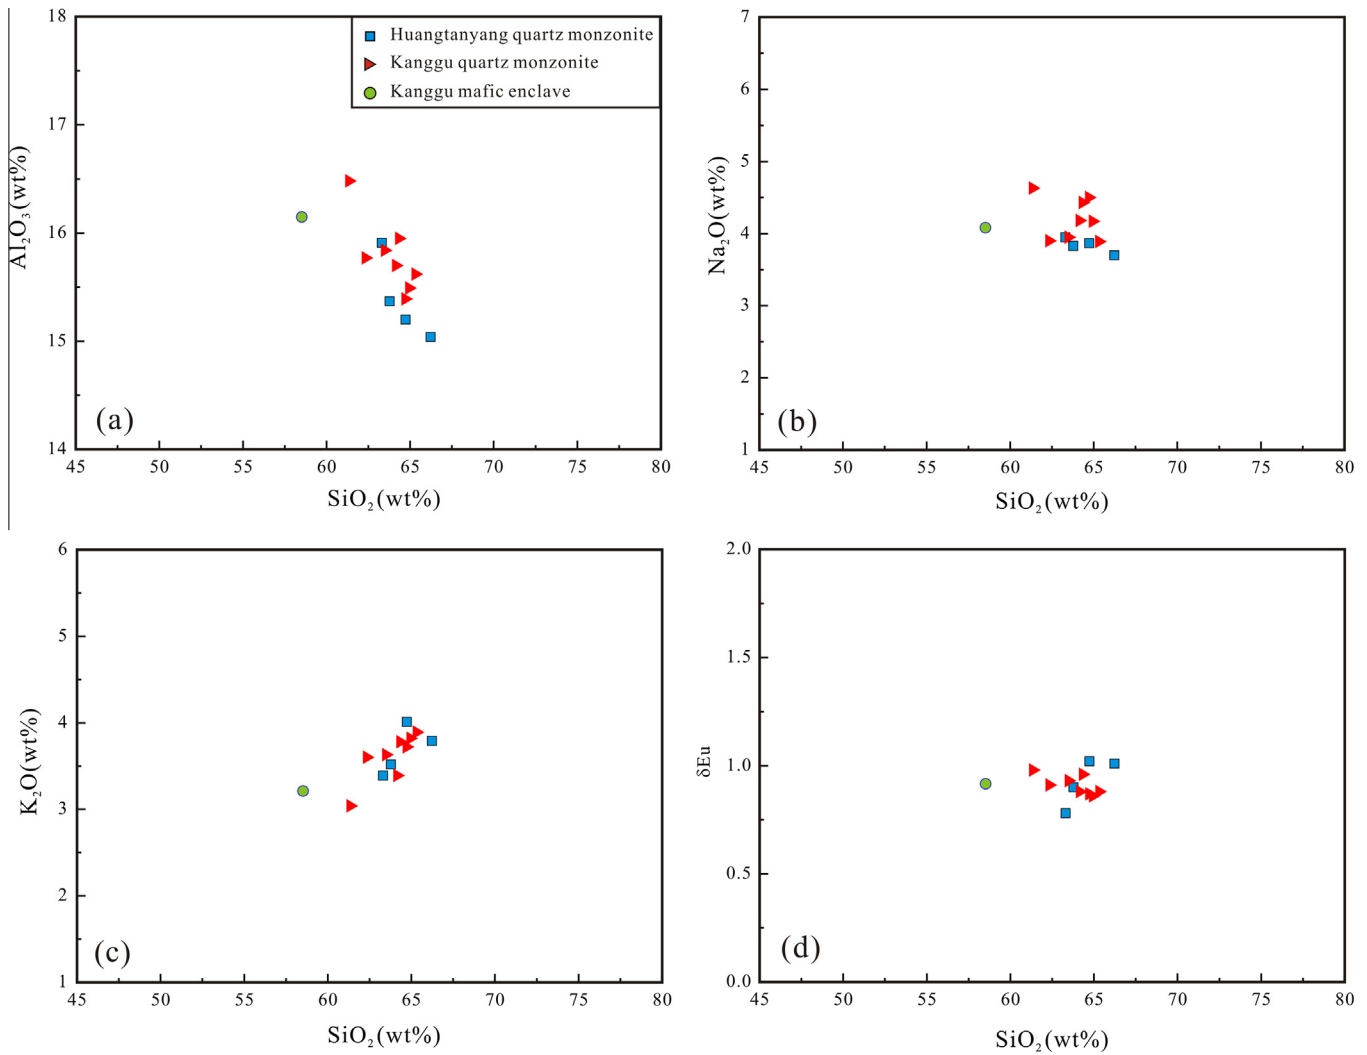 18
17
16
15
14
Al₂O₃(wt%)
Huangtanyang quartz monzonite
Kanggu quartz monzonite
Kanggu mafic enclave
(a)
45 50 55 60 65 70 75 80
SiO₂(wt%)
7
6
5
4
3
2
1
Na₂O(wt%)
(b)
45 50 55 60 65 70 75 80
SiO₂(wt%)
6
5
4
3
2
1
K₂O(wt%)
(c)
45 50 55 60 65 70 75 80
SiO₂(wt%)
2.0
1.5
1.0
0.5
0.0
δEu
(d)
45 50 55 60 65 70 75 80
SiO₂(wt%)